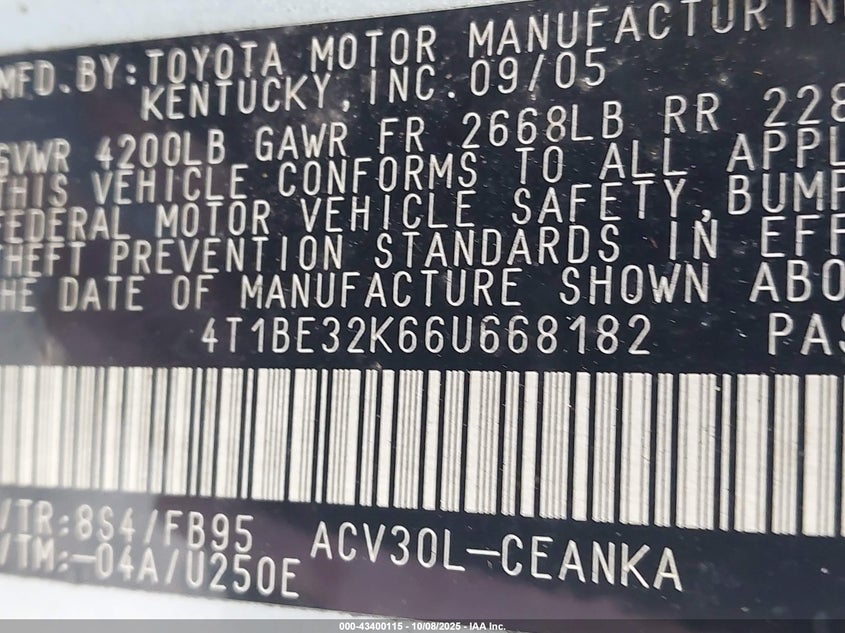 MFD.BY:TOYOTA MOTOR MANUFACTURIN
KENTUCKY, INC. 09/05
GVWR 4200LB GAWR FR 2668LB RR 228
THIS VEHICLE CONFORMS TO ALL APPL
FEDERAL MOTOR VEHICLE SAFETY, BUMP
THEFT PREVENTION STANDARDS IN EFF
HE DATE OF MANUFACTURE SHOWN ABO
4T1BE32K66U668182 PAS
/TR:8S4/FB95 ACV30L-CEANKA
/TM:-04A/U250E
000-43400115 - 10/08/2025 - IAA Inc.